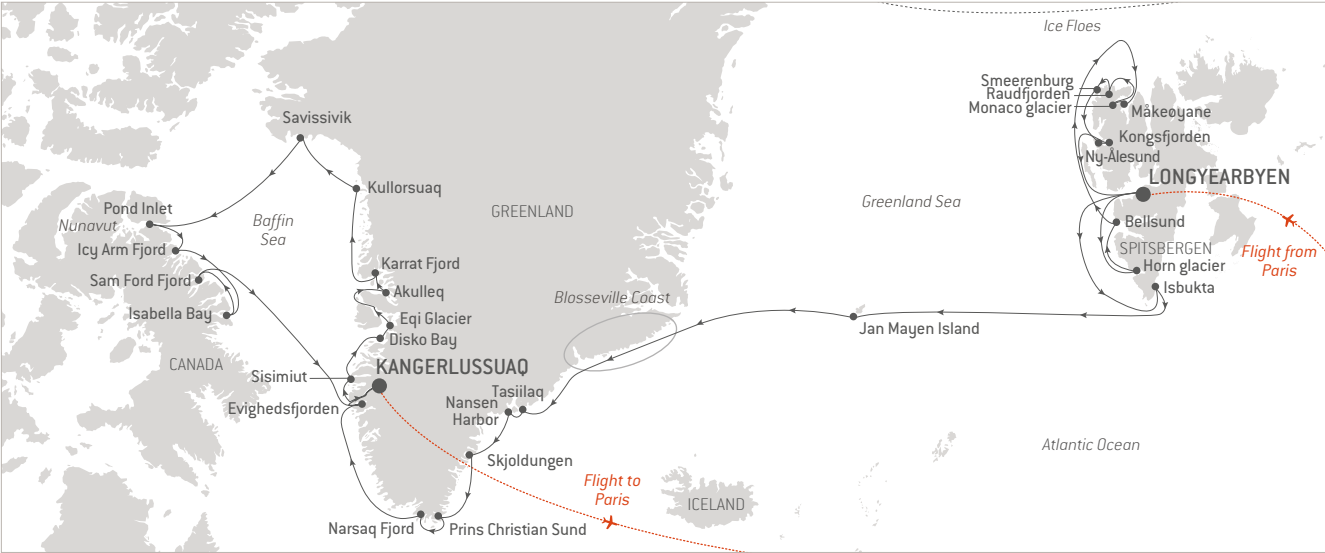 Ice Floes
Smeerenburg
Raudfjorden
Monaco glacier
Måkeøyane
Kongsfjorden
Ny-Ålesund
LONGYEARBYEN
Bellsund
SPITSBERGEN
Flight from
Paris
Horn glacier
Isbukta
Greenland Sea
Jan Mayen Island
Blosseville Coast
Savissivik
Kullorsuaq
GREENLAND
Pond Inlet
Nunavut
Baffin
Sea
Icy Arm Fjord
Sam Ford Fjord
Isabella Bay
CANADA
Karrat Fjord
Akulleq
Eqi Glacier
Disko Bay
KANGERLUSSUAQ
Sisimiut
Evighedsfjorden
Tasiilaq
Nansen
Harbor
Skjoldungen
Flight to
Paris
Narsaq Fjord
Prins Christian Sund
ICELAND
Atlantic Ocean